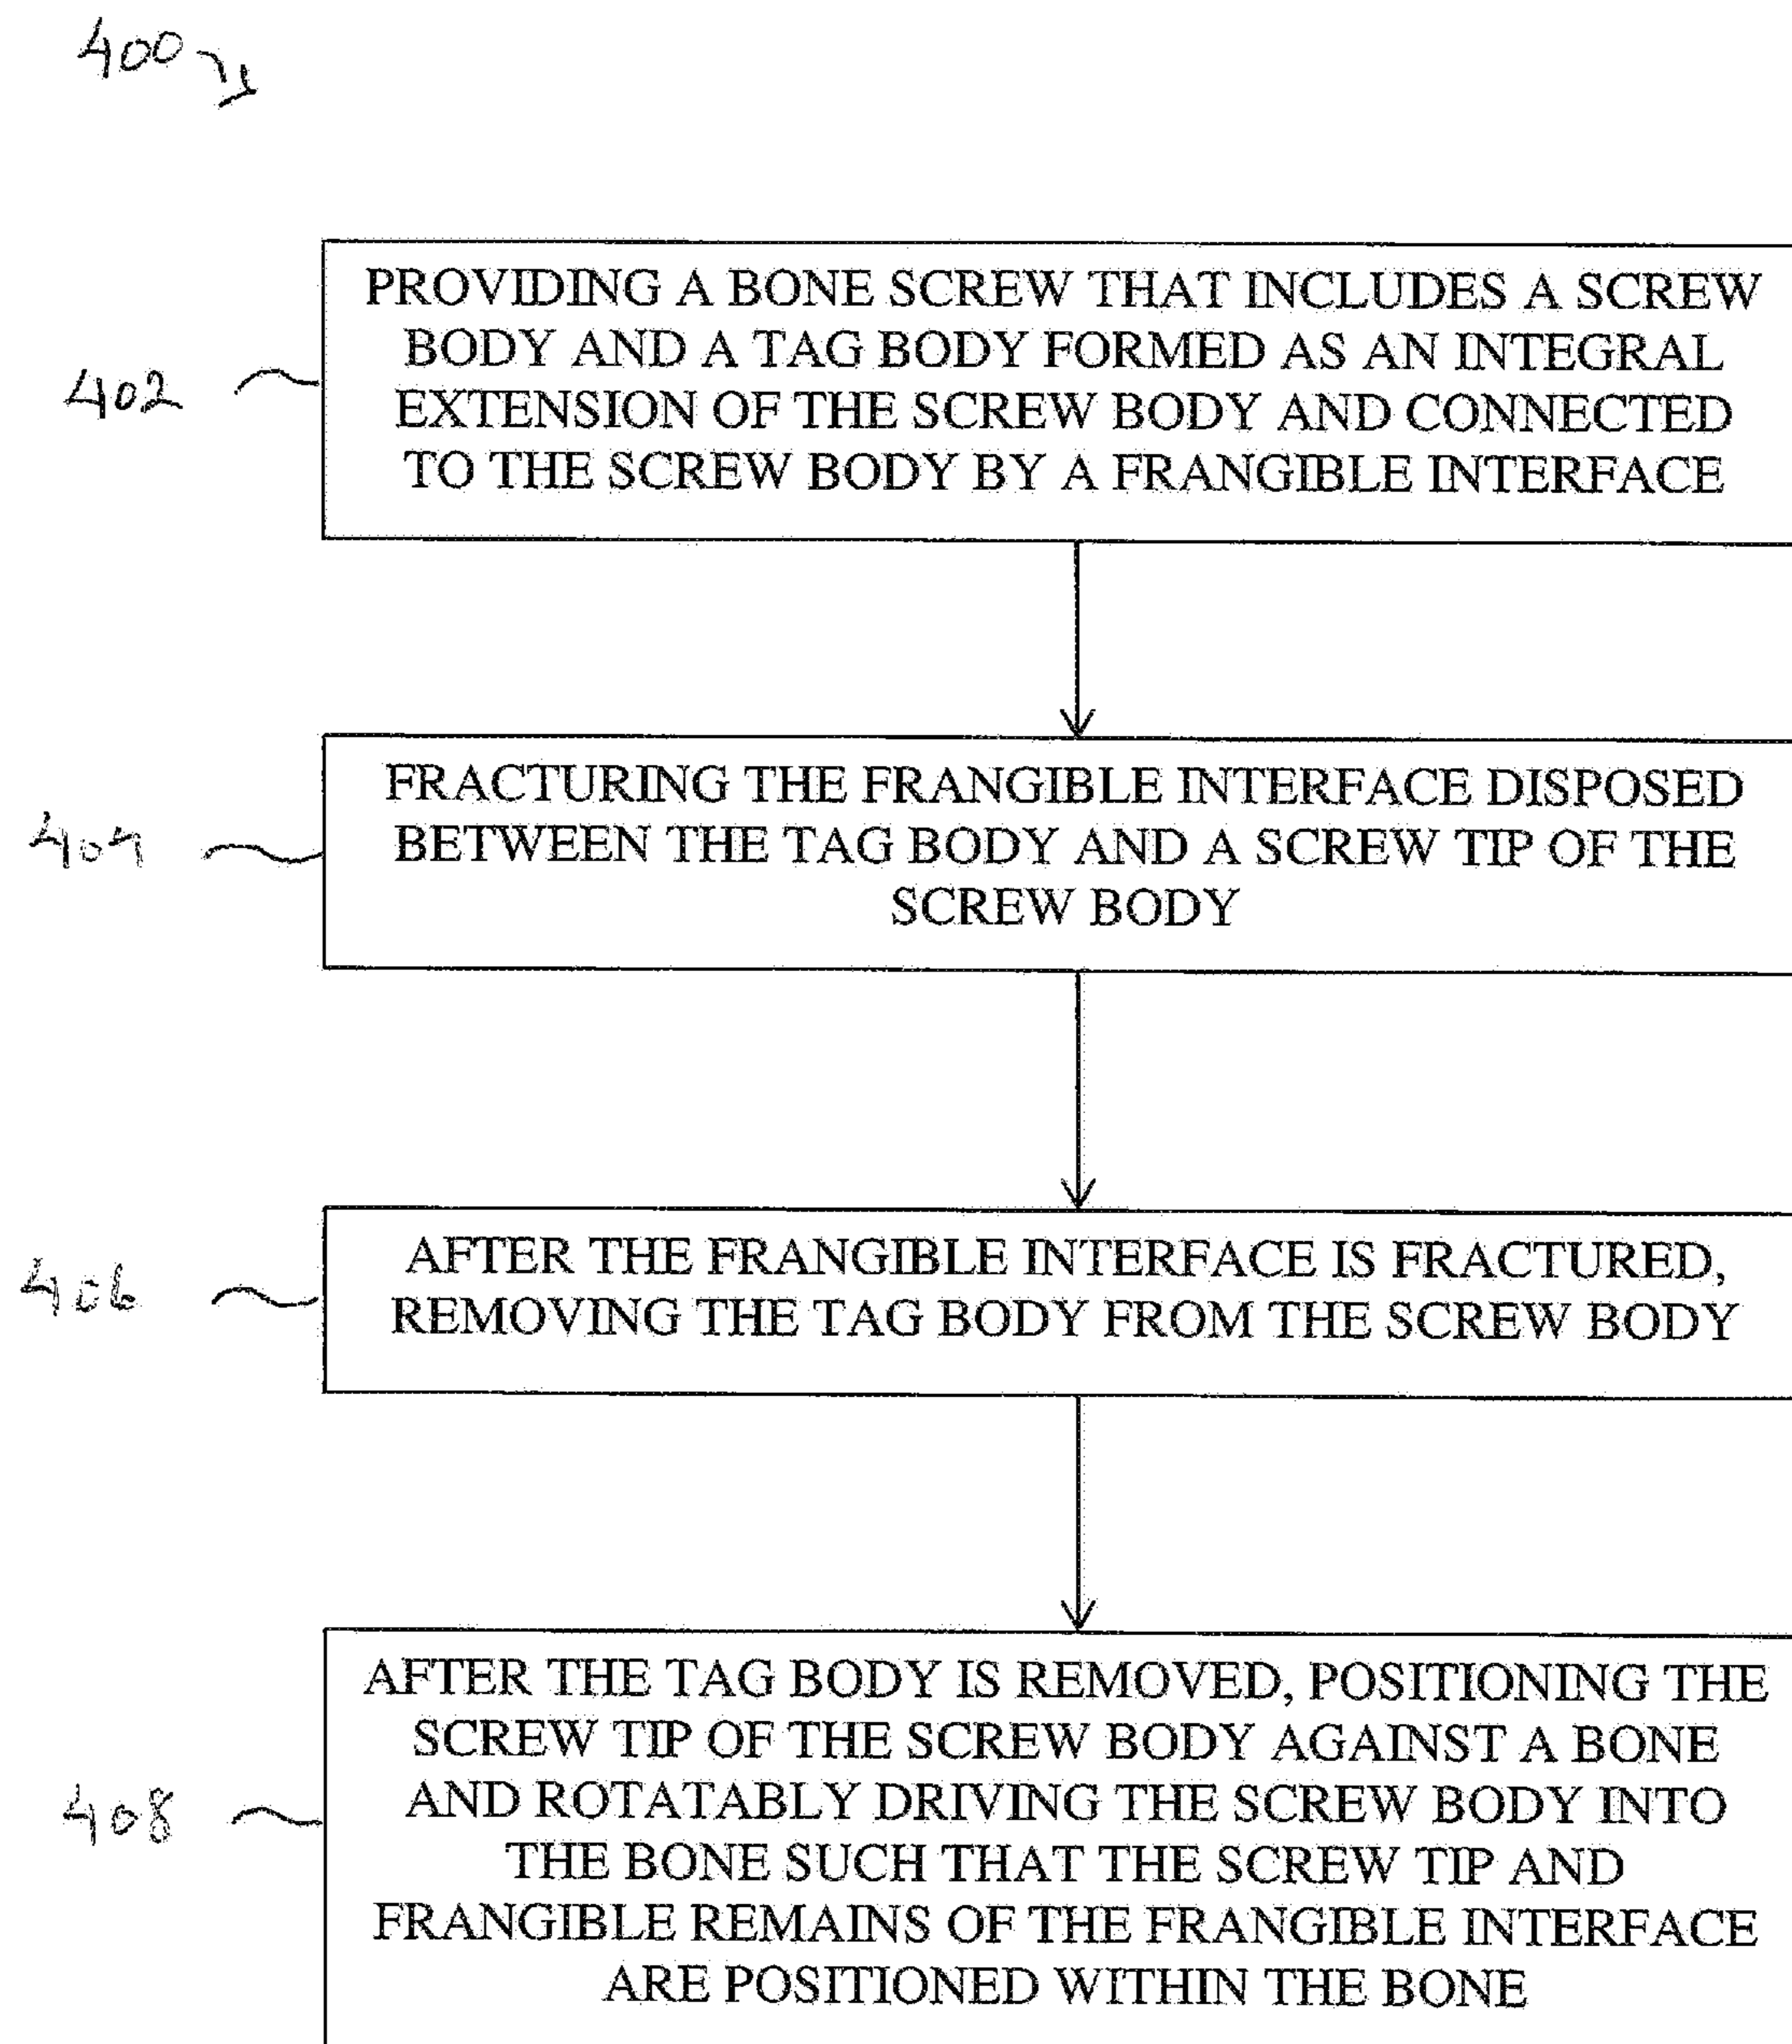 400
PROVIDING A BONE SCREW THAT INCLUDES A SCREW
BODY AND A TAG BODY FORMED AS AN INTEGRAL
EXTENSION OF THE SCREW BODY AND CONNECTED
TO THE SCREW BODY BY A FRANGIBLE INTERFACE
402
FRACTURING THE FRANGIBLE INTERFACE DISPOSED
BETWEEN THE TAG BODY AND A SCREW TIP OF THE
SCREW BODY
404
AFTER THE FRANGIBLE INTERFACE IS FRACTURED,
REMOVING THE TAG BODY FROM THE SCREW BODY
406
AFTER THE TAG BODY IS REMOVED, POSITIONING THE
SCREW TIP OF THE SCREW BODY AGAINST A BONE
AND ROTATABLY DRIVING THE SCREW BODY INTO
THE BONE SUCH THAT THE SCREW TIP AND
FRANGIBLE REMAINS OF THE FRANGIBLE INTERFACE
ARE POSITIONED WITHIN THE BONE
408